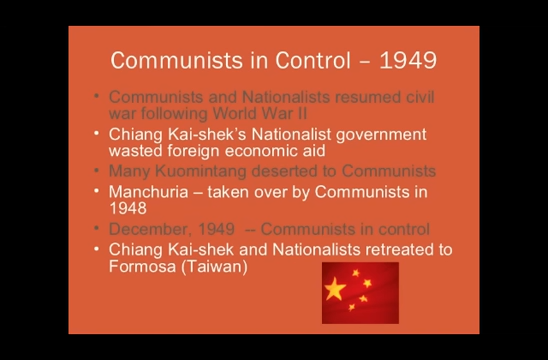 Communists in Control – 1949
• Communists and Nationalists resumed civil
war following World War II
• Chiang Kai-shek's Nationalist government
wasted foreign economic aid
• Many Kuomintang deserted to Communists
• Manchuria – taken over by Communists in
1948
• December, 1949 -- Communists in control
• Chiang Kai-shek and Nationalists retreated to
Formosa (Taiwan)